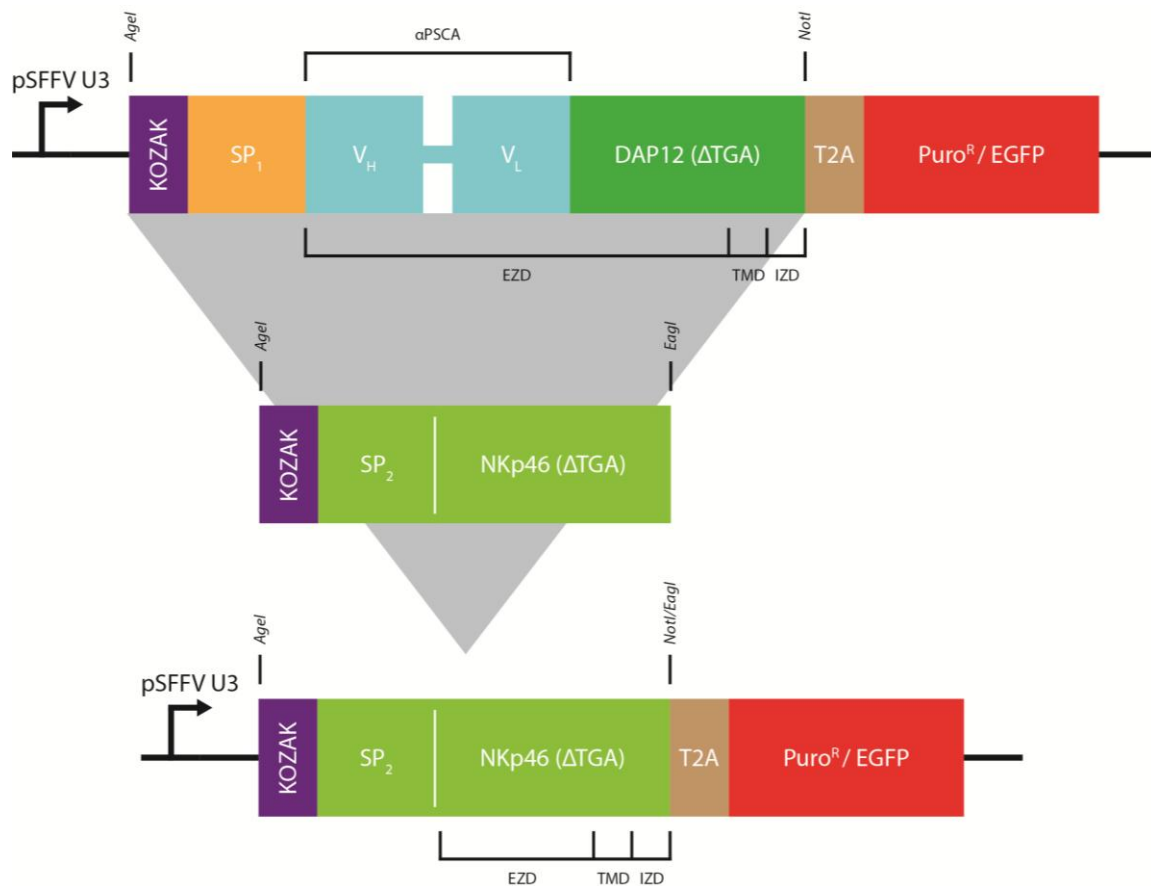 AgeI
NotI
αPSCA
pSFFV U3
KOZAK
SP1
VH
VL
DAP12 (ΔTGA)
T2A
PuroR / EGFP
EZD
TMD
IZD
AgeI
EagI
KOZAK
SP2
NKp46 (ΔTGA)
AgeI
NotI/EagI
pSFFV U3
KOZAK
SP2
NKp46 (ΔTGA)
T2A
PuroR / EGFP
EZD
TMD
IZD